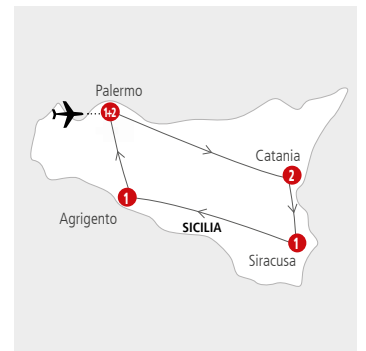 Palermo
1+2
Catania
2
1
Agrigento
SICILIA
1
Siracusa